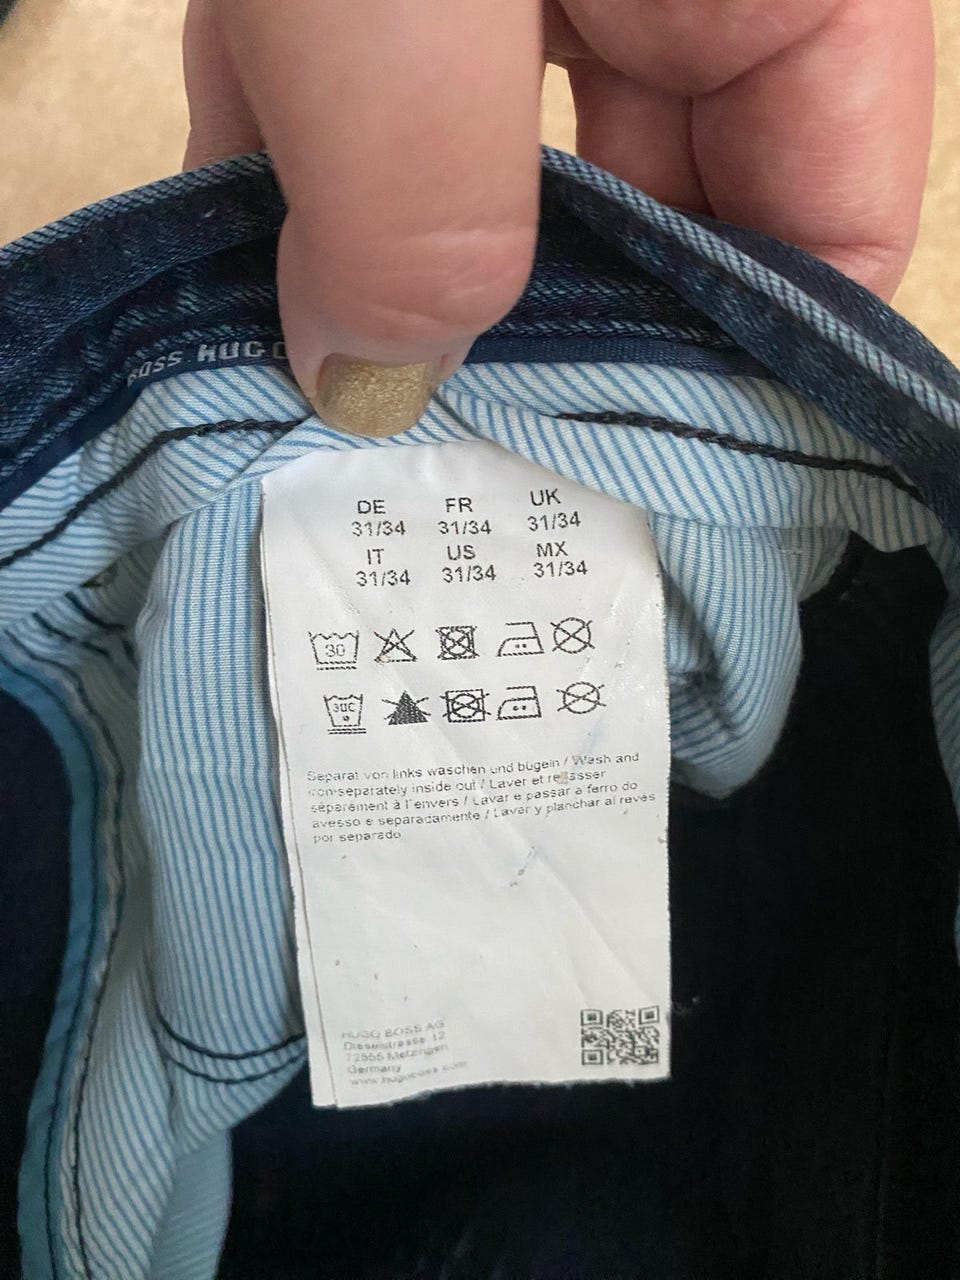 BOSS HUGO
DE FR UK
31/34 31/34 31/34
IT US MX
31/34 31/34 31/34
30
30C
Separat von links waschen und bügeln / Wash and
iron separately inside out / Laver et repasser
séparément à l'envers / Lavar e passar a ferro do
avesso e separadamente / Lavar y planchar al revés
por separado
HUGO BOSS AG
Dieselstrasse 12
72555 Metzingen
Germany
www.hugoboss.com